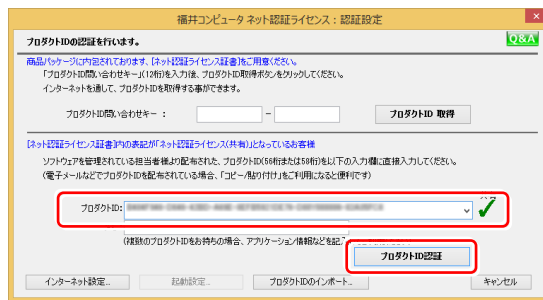 福井コンピュータ ネット認証ライセンス：認証設定
プロダクトIDの認証を行います。
Q&A
商品パッケージに内包されております、[ネット認証ライセンス証書]をご用意ください。
「プロダクトID問い合わせキー」(12桁)を入力後、プロダクトID取得ボタンをクリックしてください。
インターネットを通して、プロダクトIDを取得する事ができます。
プロダクトID問い合わせキー ：
－
プロダクトID 取得
[ネット認証ライセンス証書]内の表記が「ネット認証ライセンス(共有)」となっているお客様
ソフトウェアを管理されている担当者様より配布された、プロダクトID(56桁または58桁)を以下の入力欄に直接入力してください。
(電子メールなどでプロダクトIDを配布されている場合、「コピー/貼り付け」をご利用になると便利です)
プロダクトID:
(複数のプロダクトIDをお持ちの場合、アプリケーション情報などを記入
プロダクトID認証
インターネット設定...
起動設定...
プロダクトIDのインポート...
キャンセル